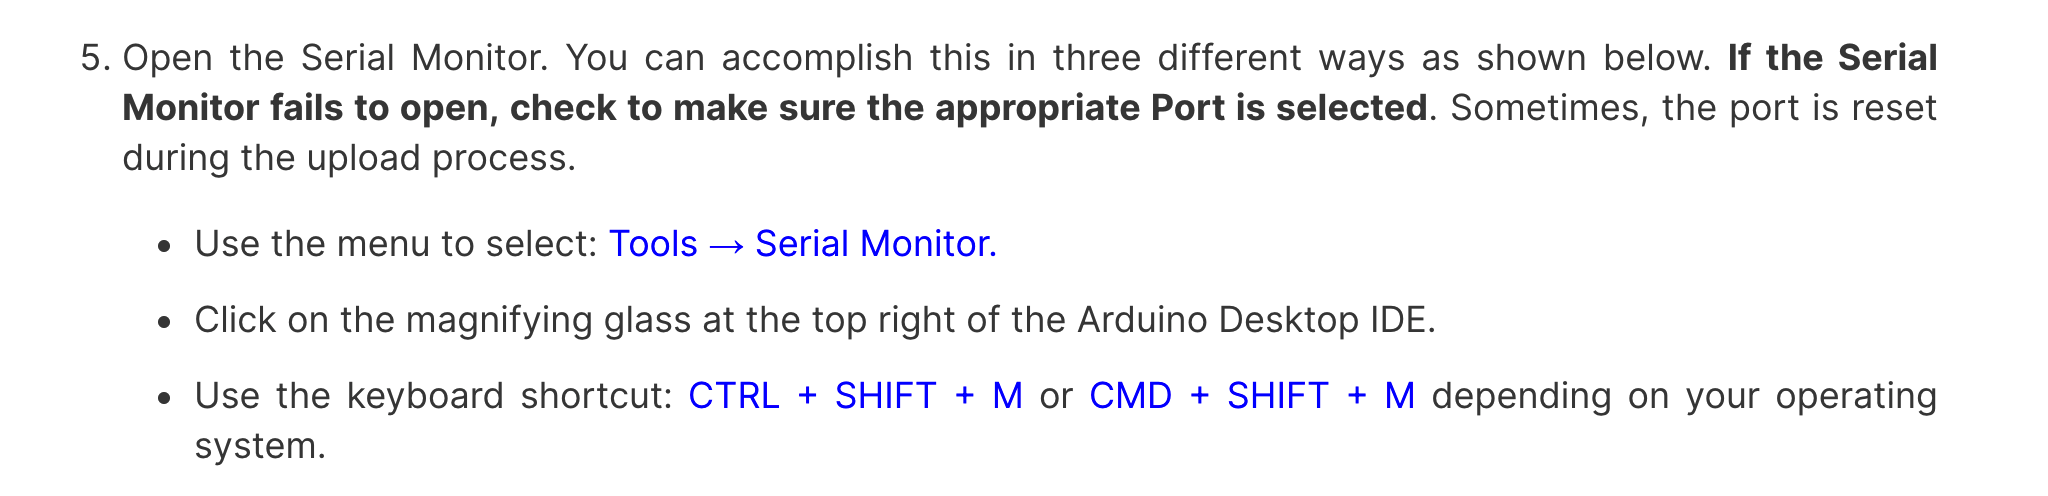 5. Open the Serial Monitor. You can accomplish this in three different ways as shown below. If the Serial
Monitor fails to open, check to make sure the appropriate Port is selected. Sometimes, the port is reset
during the upload process.
• Use the menu to select: Tools → Serial Monitor.
• Click on the magnifying glass at the top right of the Arduino Desktop IDE.
• Use the keyboard shortcut: CTRL + SHIFT + M or CMD + SHIFT + M depending on your operating
system.